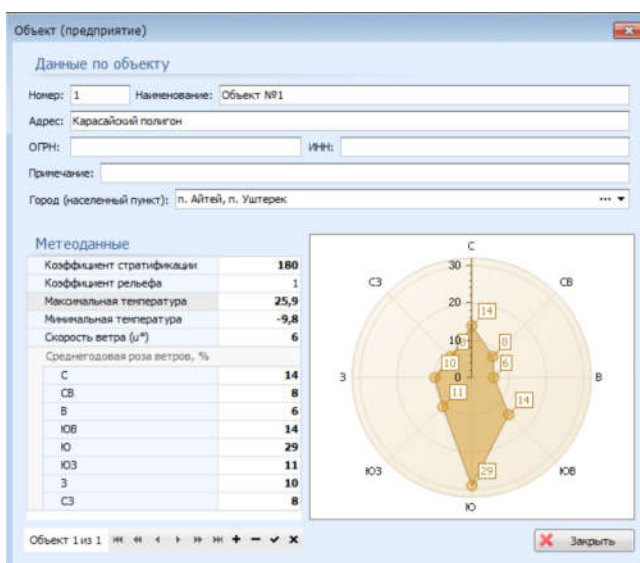 Объект (предприятие)
Данные по объекту
Номер: 1 Наименование: Объект №1
Адрес: Карасайский полигон
ОГРН: ИНН:
Примечание:
Город (населенный пункт): п. Айтей, п. Уштерек
Метеоданные
Коэффициент стратификации 180
Коэффициент рельефа 1
Максимальная температура 25,9
Минимальная температура -9,8
Скорость ветра (u*) 6
Среднегодовая роза ветров, %
С 14
СВ 8
В 6
ЮВ 14
Ю 29
ЮЗ 11
З 10
СЗ 8
С
30
СЗ СВ
20
14
10 8 8
10 6
З 0 В
11 14
29
ЮЗ ЮВ
Ю
Объект 1 из 1
Закрыть